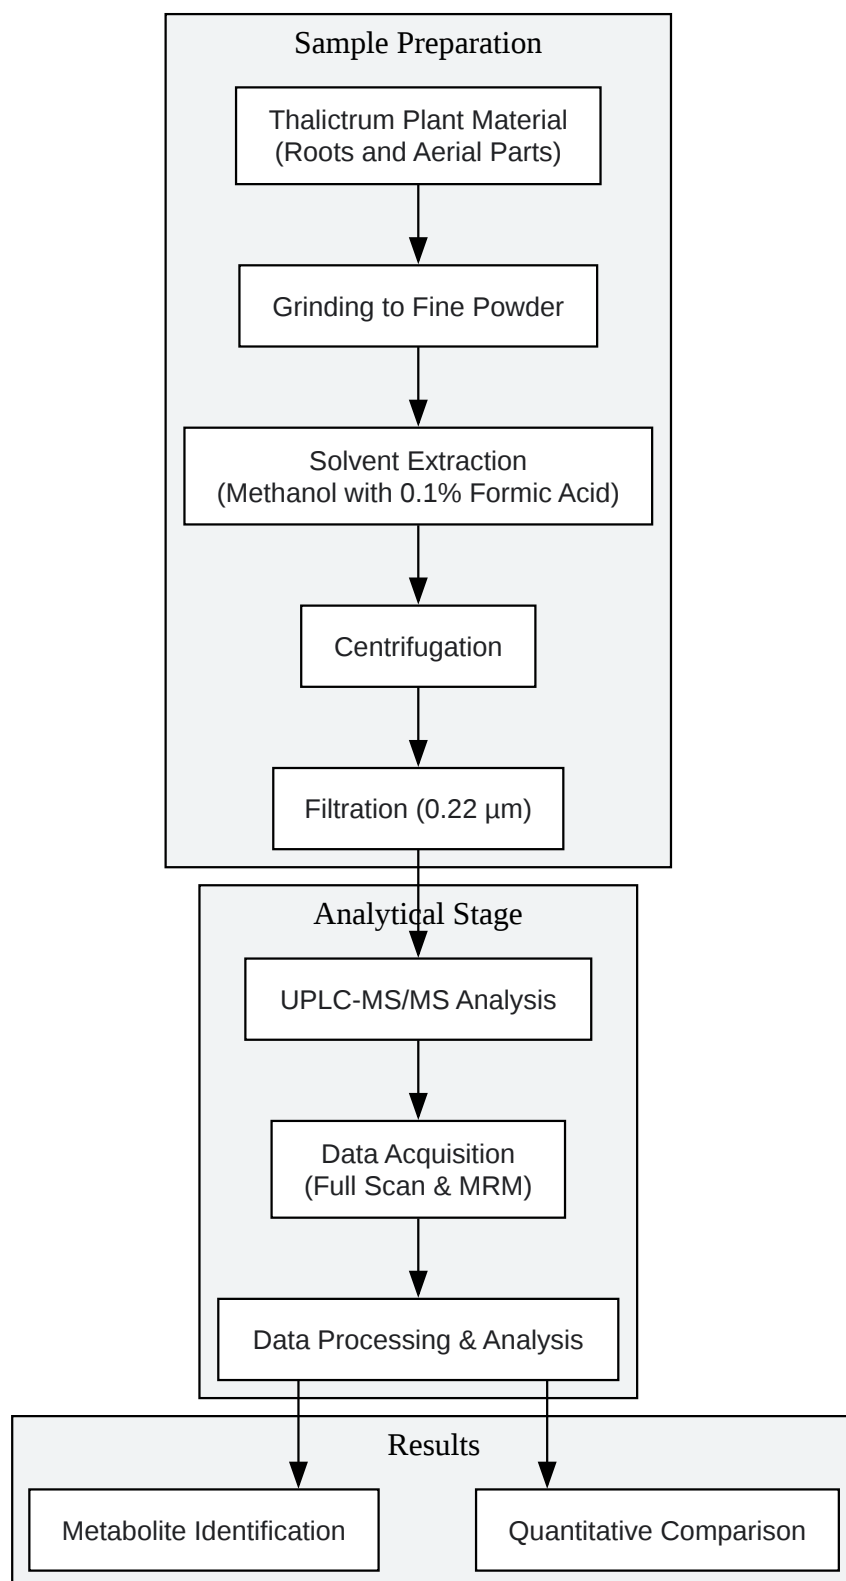 Sample Preparation
Thalictrum Plant Material
(Roots and Aerial Parts)
Grinding to Fine Powder
Solvent Extraction
(Methanol with 0.1% Formic Acid)
Centrifugation
Filtration (0.22 µm)
Analytical Stage
UPLC-MS/MS Analysis
Data Acquisition
(Full Scan & MRM)
Data Processing & Analysis
Results
Metabolite Identification
Quantitative Comparison